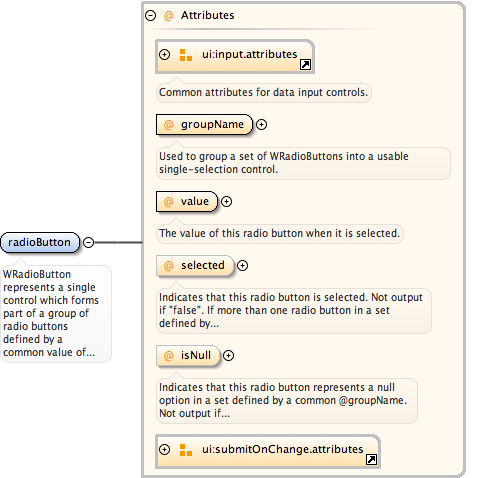 Attributes
ui:input.attributes
Common attributes for data input controls.
@ groupName
Used to group a set of WRadioButtons into a usable
single-selection control.
@ value
The value of this radio button when it is selected.
radioButton
WRadioButton
represents a single
control which forms
part of a group of
radio buttons
defined by a
common value of...
@ selected
Indicates that this radio button is selected. Not output
if "false". If more than one radio button in a set
defined by...
@ isNull
Indicates that this radio button represents a null
option in a set defined by a common @groupName.
Not output if...
ui:submitOnChange.attributes